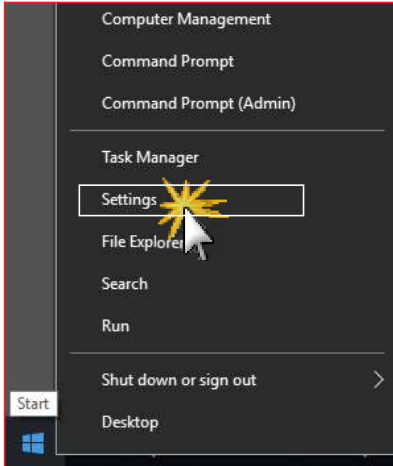 Computer Management
Command Prompt
Command Prompt (Admin)
Task Manager
Settings
File Explorer
Search
Run
Shut down or sign out
Start
Desktop